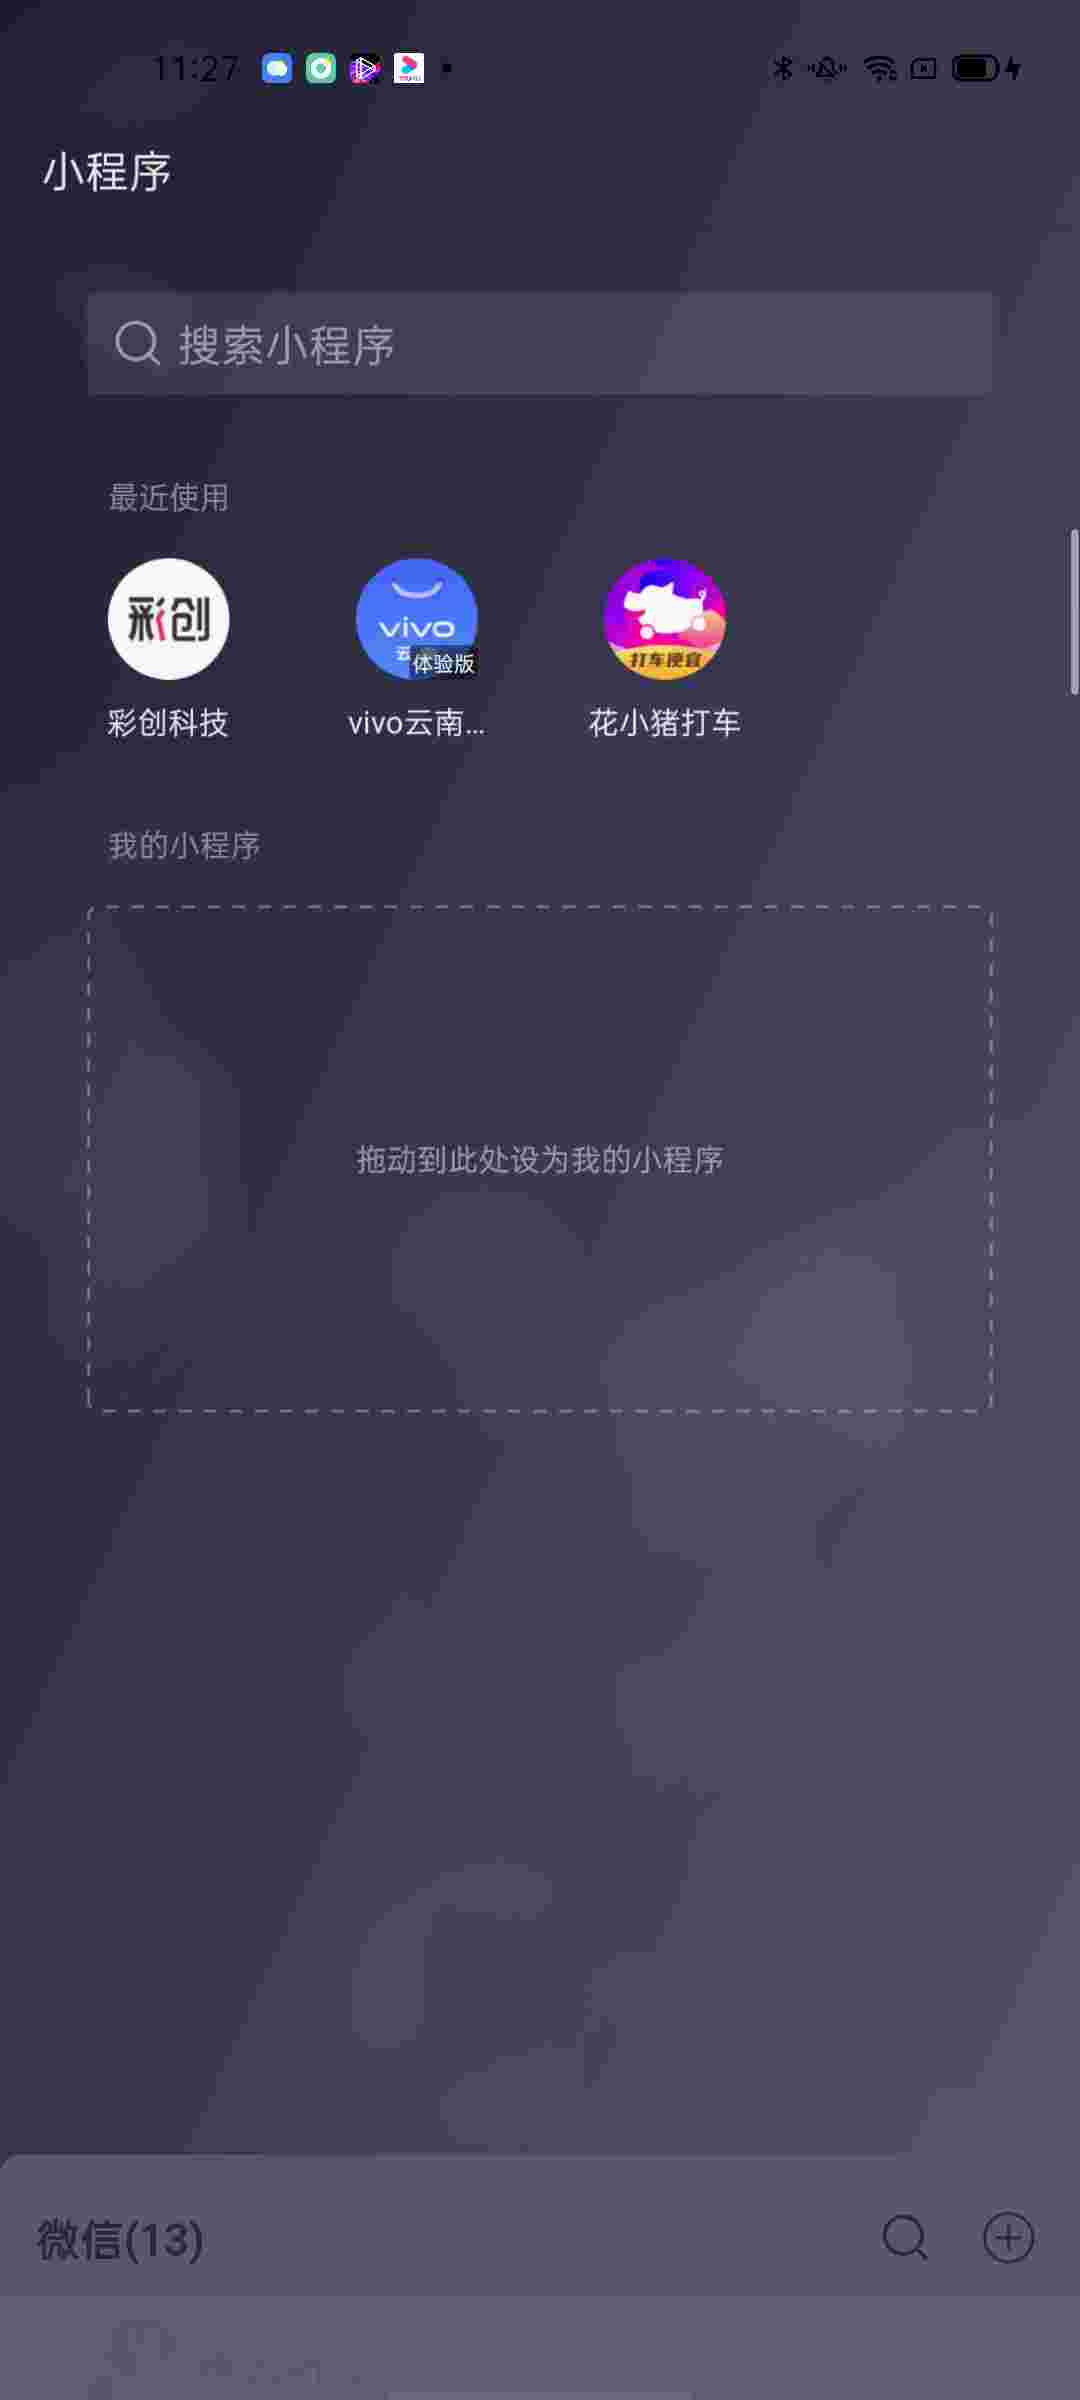 11:27
小程序
搜索小程序
最近使用
彩创
vivo
云
体验版
打车便宜
彩创科技
vivo云南...
花小猪打车
我的小程序
拖动到此处设为我的小程序
微信(13)